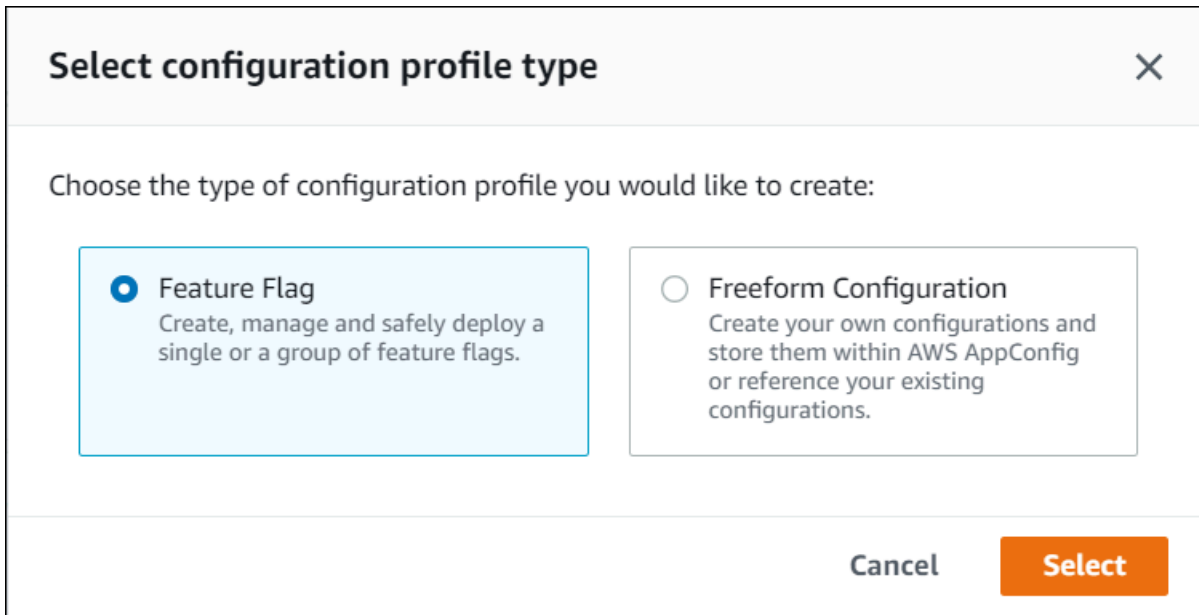 Select configuration profile type
Choose the type of configuration profile you would like to create:
Feature Flag
Create, manage and safely deploy a
single or a group of feature flags.
Freeform Configuration
Create your own configurations and
store them within AWS AppConfig
or reference your existing
configurations.
Cancel
Select